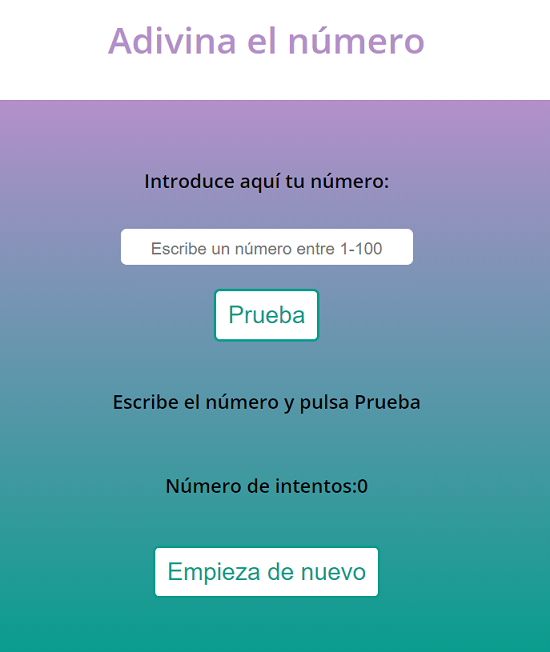 Adivina el número
Introduce aquí tu número:
Escribe un número entre 1-100
Prueba
Escribe el número y pulsa Prueba
Número de intentos:0
Empieza de nuevo